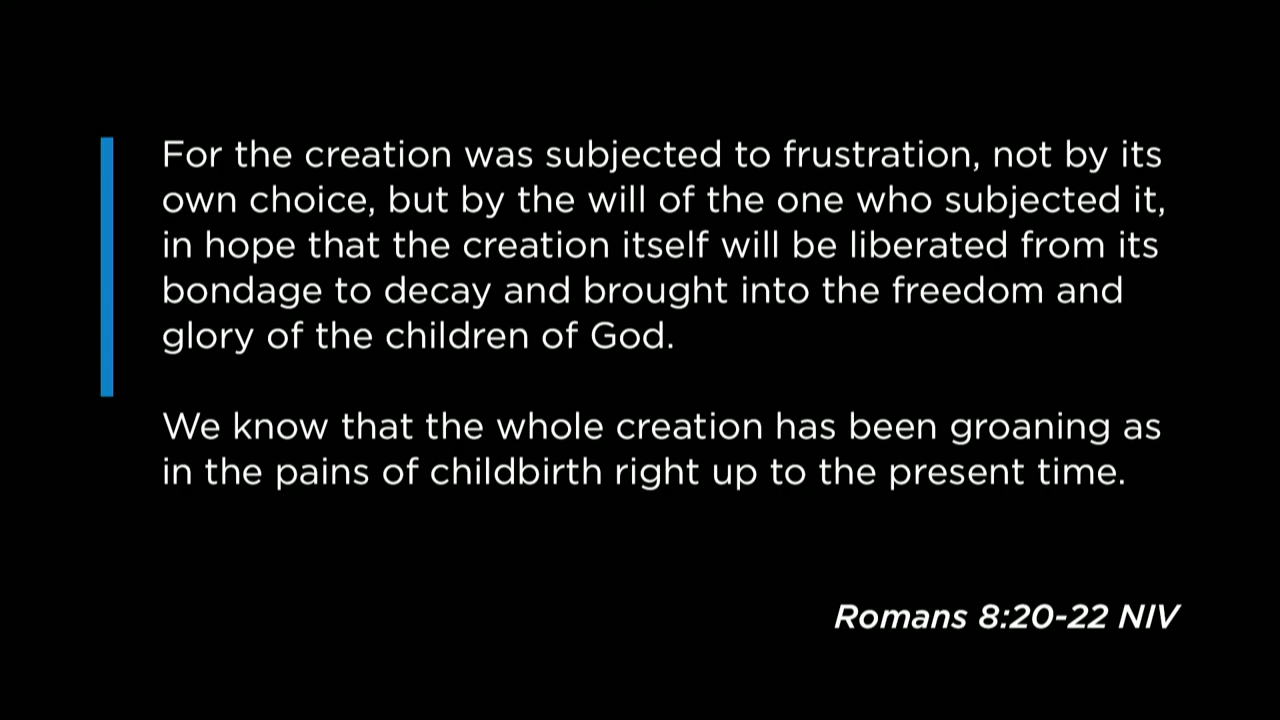 For the creation was subjected to frustration, not by its
own choice, but by the will of the one who subjected it,
in hope that the creation itself will be liberated from its
bondage to decay and brought into the freedom and
glory of the children of God.
We know that the whole creation has been groaning as
in the pains of childbirth right up to the present time.
Romans 8:20-22 NIV